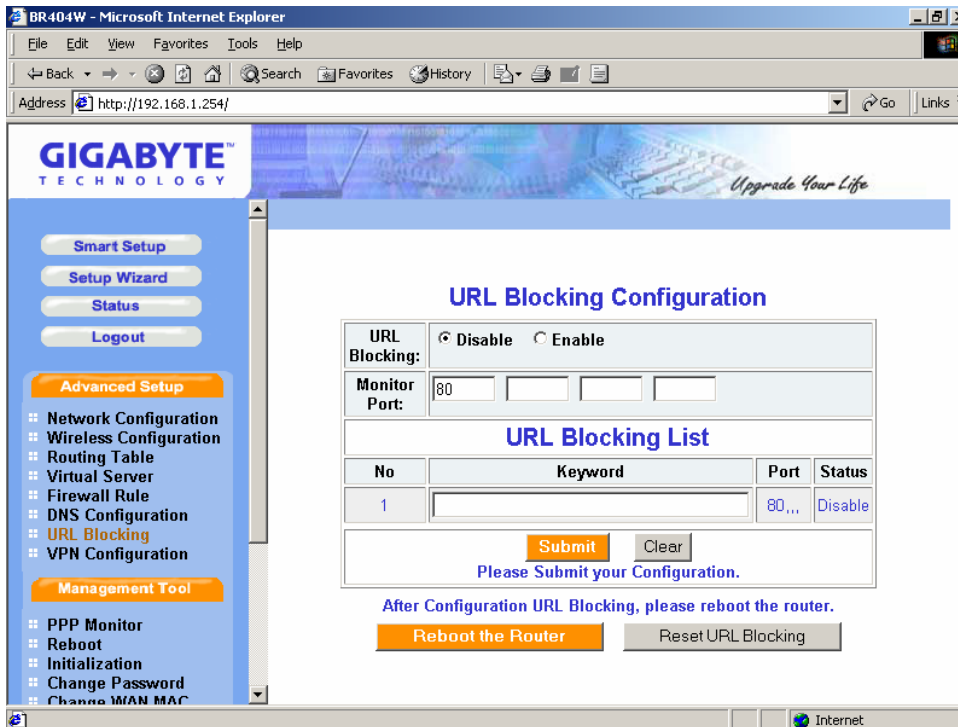 BR404W - Microsoft Internet Explorer
File Edit View Favorites Tools Help
Back Search Favorites History
Address http://192.168.1.254/ Go Links
GIGABYTE™
TECHNOLOGY
Upgrade Your Life
Smart Setup
Setup Wizard
Status
Logout
Advanced Setup
Network Configuration
Wireless Configuration
Routing Table
Virtual Server
Firewall Rule
DNS Configuration
URL Blocking
VPN Configuration
Management Tool
PPP Monitor
Reboot
Initialization
Change Password
Change WAN MAC
URL Blocking Configuration
URL Blocking: Disable Enable
Monitor Port: 80
URL Blocking List
No Keyword Port Status
1 80,,, Disable
Submit Clear
Please Submit your Configuration.
After Configuration URL Blocking, please reboot the router.
Reboot the Router Reset URL Blocking
Internet